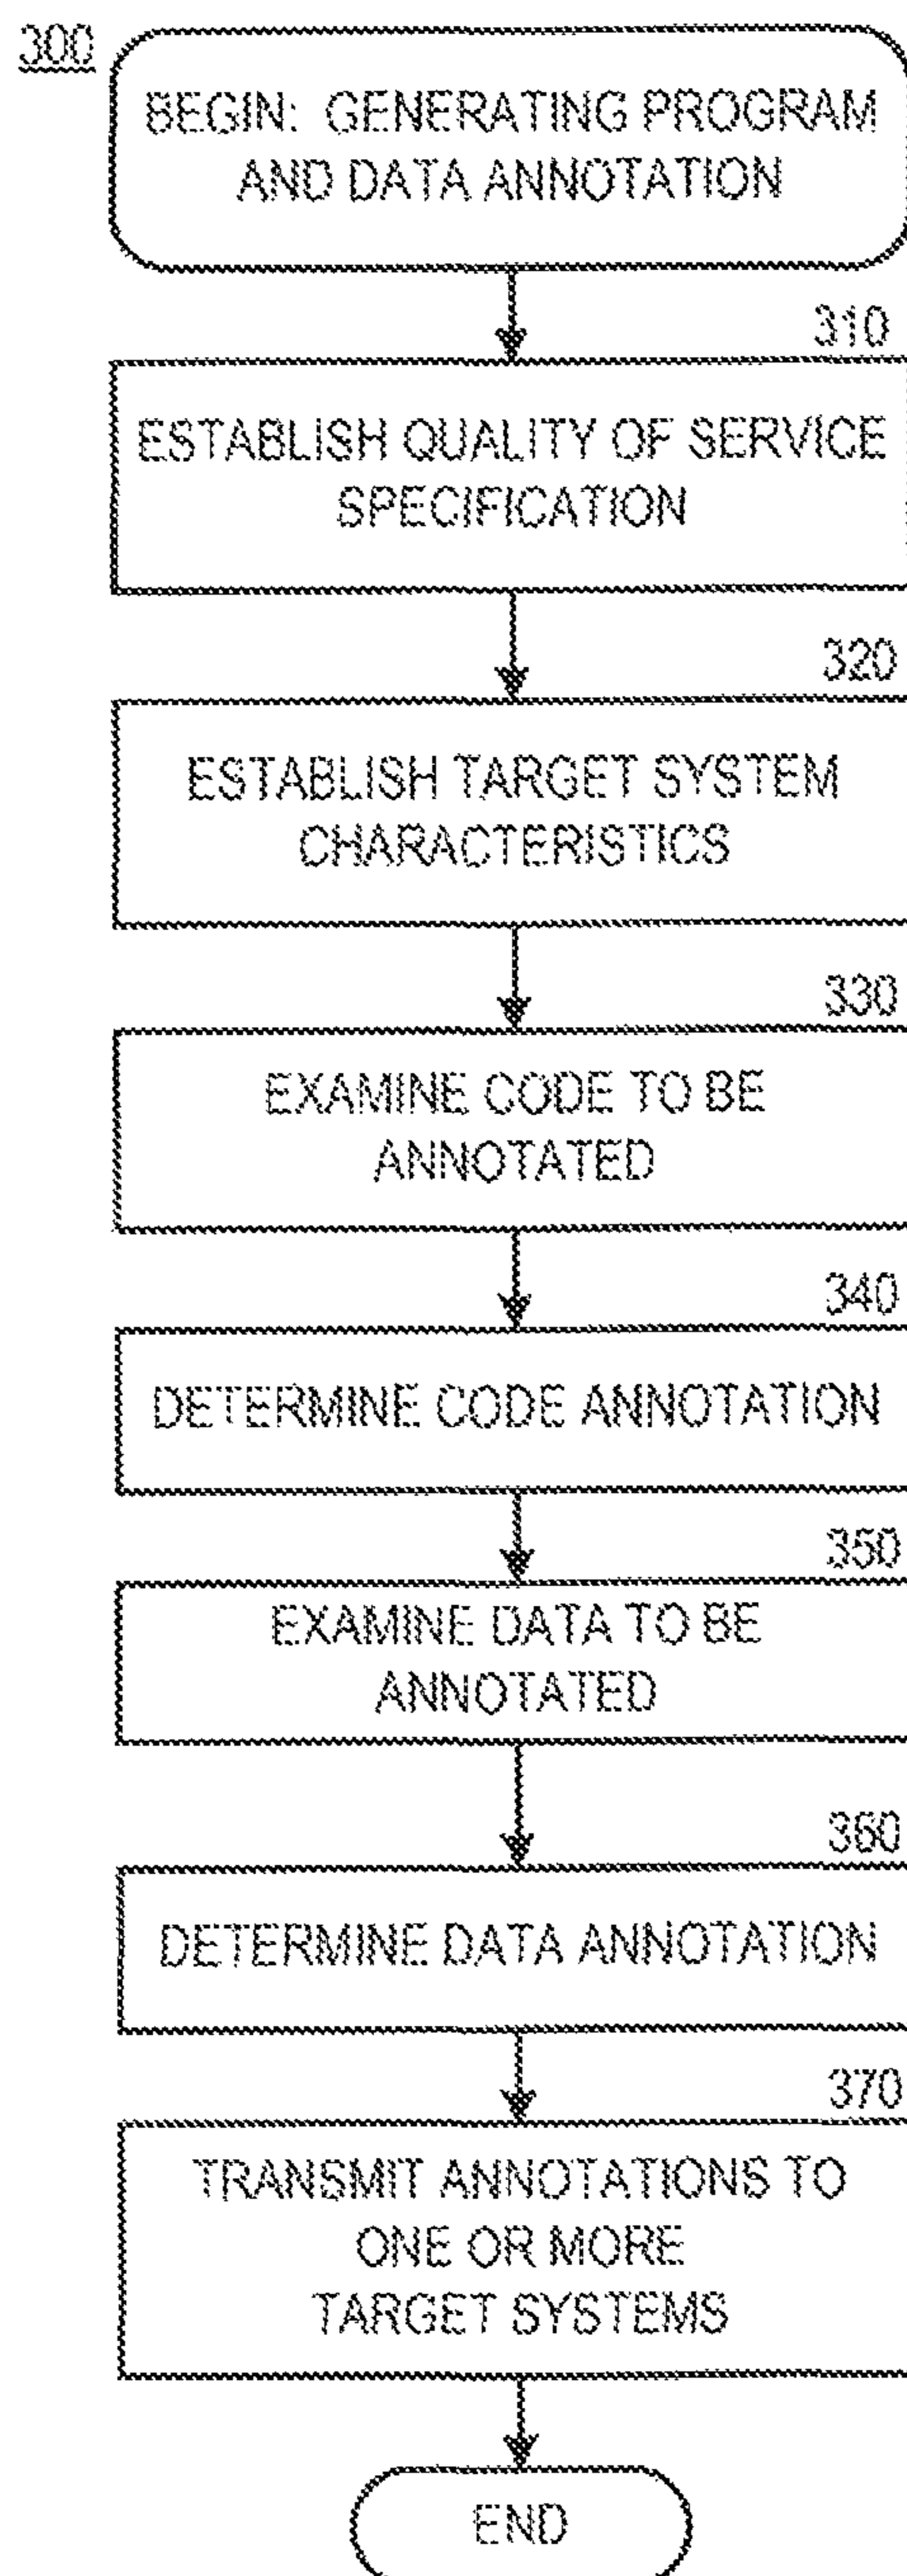 300
BEGIN: GENERATING PROGRAM
AND DATA ANNOTATION
310
ESTABLISH QUALITY OF SERVICE
SPECIFICATION
320
ESTABLISH TARGET SYSTEM
CHARACTERISTICS
330
EXAMINE CODE TO BE
ANNOTATED
340
DETERMINE CODE ANNOTATION
350
EXAMINE DATA TO BE
ANNOTATED
360
DETERMINE DATA ANNOTATION
370
TRANSMIT ANNOTATIONS TO
ONE OR MORE
TARGET SYSTEMS
END